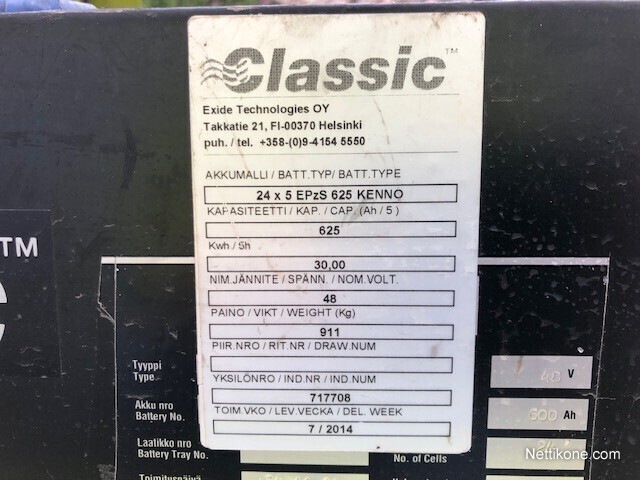 Classic™
Exide Technologies OY
Takkatie 21, FI-00370 Helsinki
puh. / tel. +358-(0)9-4154 5550
AKKUMALLI / BATT.TYP/ BATT.TYPE
24 x 5 EPzS 625 KENNO
KAPASITEETTI / KAP. / CAP. (Ah / 5 )
625
Kwh / 5h
30,00
NIM.JÄNNITE / SPÄNN. / NOM.VOLT.
48
PAINO / VIKT / WEIGHT (Kg)
911
PIIR.NRO / RIT.NR / DRAW.NUM
YKSILÖNRO / IND.NR / IND.NUM
717708
TOIM.VKO / LEV.VECKA / DEL. WEEK
7 / 2014
TM
C
Tyyppi
Type
V
Akku nro
Battery No.
600 Ah
Laatikko nro
Battery Tray No.
No. of Cells
Toimituspäivä
Nettikone.com